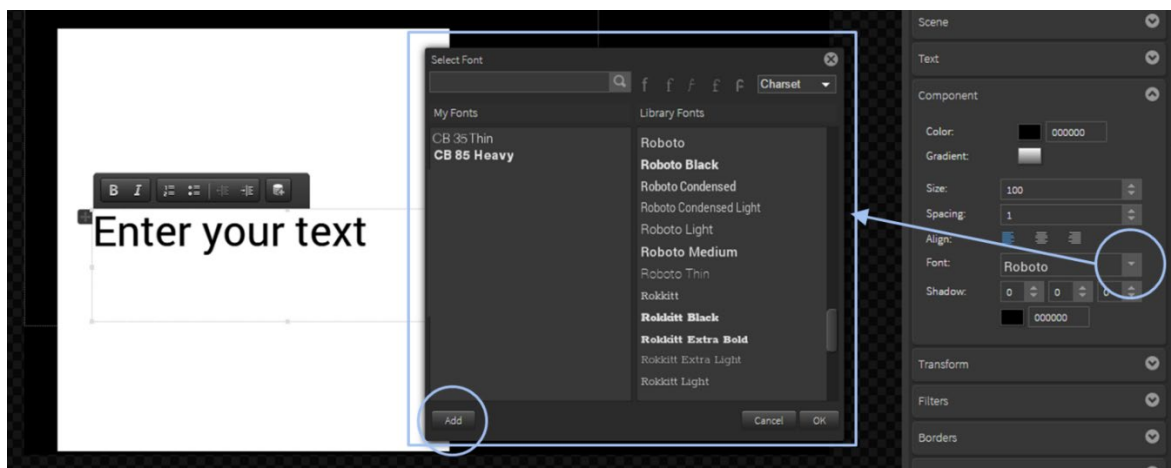 Scene
Text
Component
Color:
000000
Gradient:
Size:
100
Spacing:
1
Align:
Font:
Roboto
Shadow:
0
0
0
000000
Transform
Filters
Borders
Select Font
f f f f f
Charset
My Fonts
Library Fonts
CB 35 Thin
CB 85 Heavy
Roboto
Roboto Black
Roboto Condensed
Roboto Condensed Light
Roboto Light
Roboto Medium
Roboto Thin
Rokkitt
Rokkitt Black
Rokkitt Extra Bold
Rokkitt Extra Light
Rokkitt Light
Add
Cancel
OK
B I
Enter your text